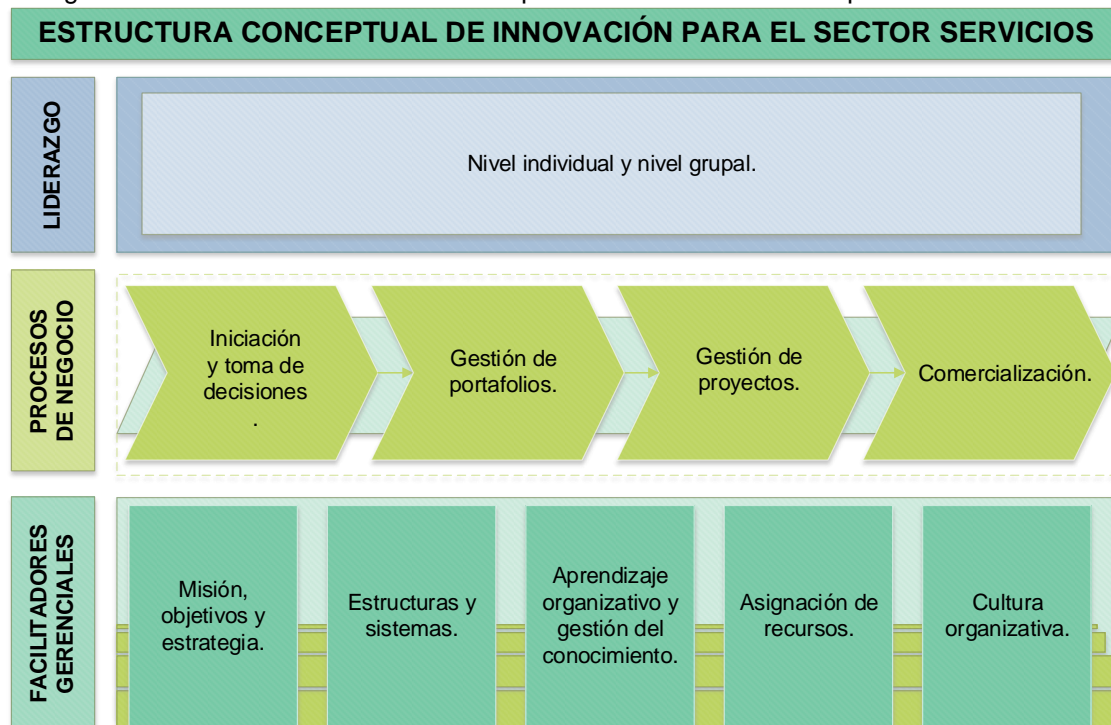 ESTRUCTURA CONCEPTUAL DE INNOVACIÓN PARA EL SECTOR SERVICIOS
LIDERAZGO
Nivel individual y nivel grupal.
PROCESOS
DE NEGOCIO
Iniciación
y toma de
decisiones
.
Gestión de
portafolios.
Gestión de
proyectos.
Comercialización.
FACILITADORES
GERENCIALES
Misión,
objetivos y
estrategia.
Estructuras y
sistemas.
Aprendizaje
organizativo y
gestión del
conocimiento.
Asignación de
recursos.
Cultura
organizativa.